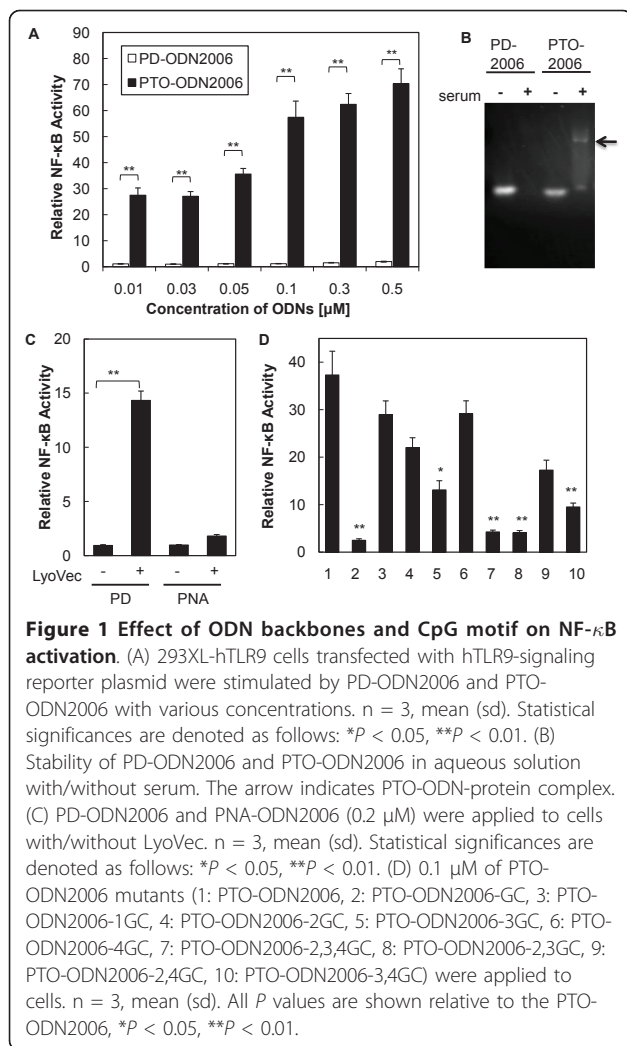 A
90
80
70
60
50
40
30
20
10
0
Relative NF-κB Activity
PD-ODN2006
PTO-ODN2006
** ** ** ** ** **
0.01 0.03 0.05 0.1 0.3 0.5
Concentration of ODNs [µM]
B
PD- PTO-
2006 2006
serum - + - +
C
20
15
10
5
0
Relative NF-κB Activity
**
LyoVec - + - +
PD PNA
D
40
30
20
10
0
Relative NF-κB Activity
** * ** ** **
1 2 3 4 5 6 7 8 9 10
Figure 1 Effect of ODN backbones and CpG motif on NF-κB
activation. (A) 293XL-hTLR9 cells transfected with hTLR9-signaling
reporter plasmid were stimulated by PD-ODN2006 and PTO-
ODN2006 with various concentrations. n = 3, mean (sd). Statistical
significances are denoted as follows: *P < 0.05, **P < 0.01. (B)
Stability of PD-ODN2006 and PTO-ODN2006 in aqueous solution
with/without serum. The arrow indicates PTO-ODN-protein complex.
(C) PD-ODN2006 and PNA-ODN2006 (0.2 µM) were applied to cells
with/without LyoVec. n = 3, mean (sd). Statistical significances are
denoted as follows: *P < 0.05, **P < 0.01. (D) 0.1 µM of PTO-
ODN2006 mutants (1: PTO-ODN2006, 2: PTO-ODN2006-GC, 3: PTO-
ODN2006-1GC, 4: PTO-ODN2006-2GC, 5: PTO-ODN2006-3GC, 6: PTO-
ODN2006-4GC, 7: PTO-ODN2006-2,3,4GC, 8: PTO-ODN2006-2,3GC, 9:
PTO-ODN2006-2,4GC, 10: PTO-ODN2006-3,4GC) were applied to
cells. n = 3, mean (sd). All P values are shown relative to the PTO-
ODN2006, *P < 0.05, **P < 0.01.